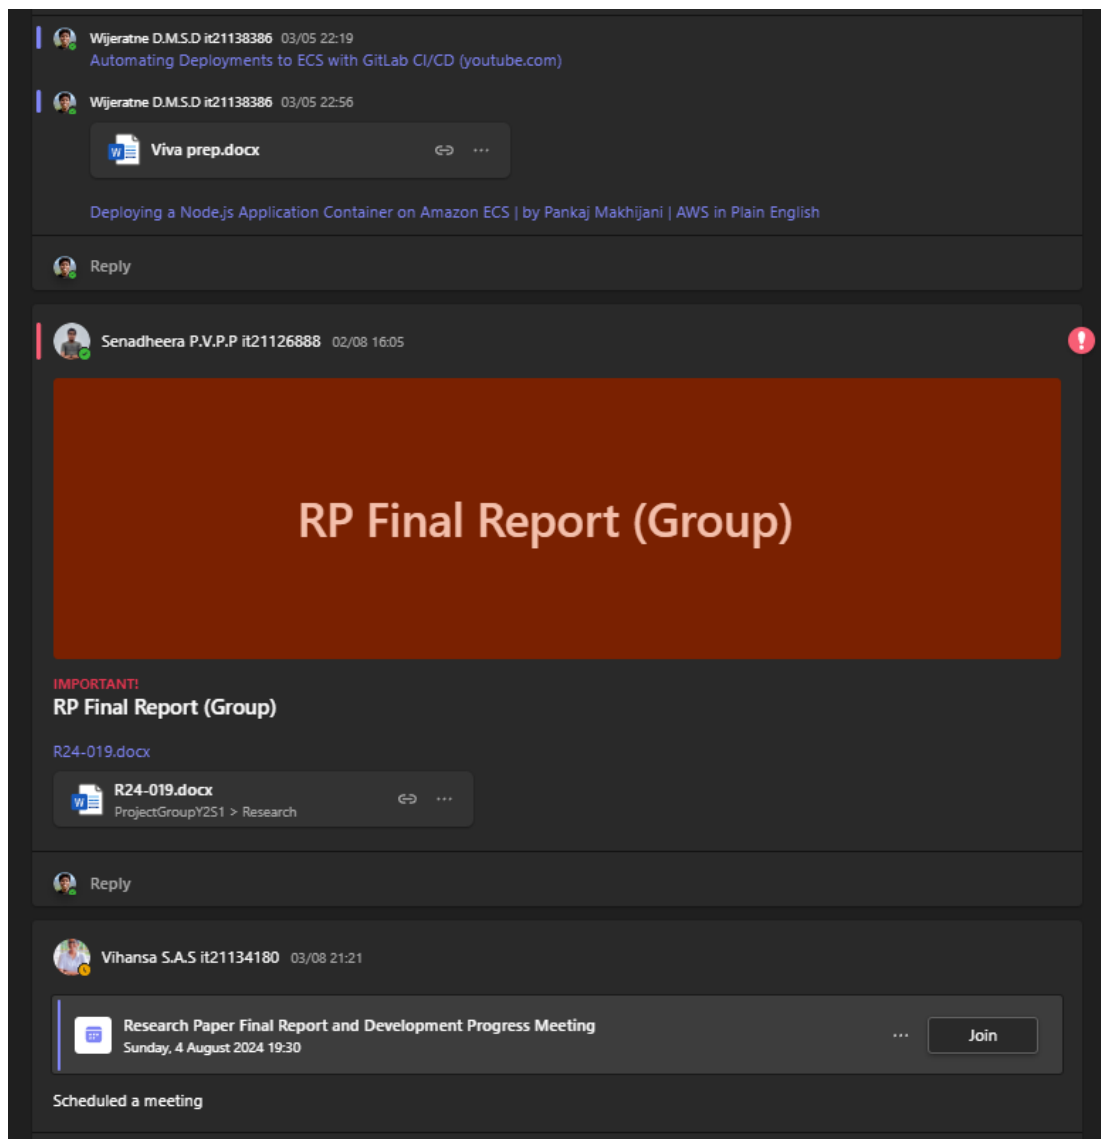 Wijeratne D.M.S.D it21138386 03/05 22:19
Automating Deployments to ECS with GitLab CI/CD (youtube.com)
Wijeratne D.M.S.D it21138386 03/05 22:56
Viva prep.docx
Deploying a Node.js Application Container on Amazon ECS | by Pankaj Makhijani | AWS in Plain English
Reply
Senadheera P.V.P.P it21126888 02/08 16:05
RP Final Report (Group)
IMPORTANT!
RP Final Report (Group)
R24-019.docx
R24-019.docx
ProjectGroupY2S1 > Research
Reply
Vihansa S.A.S it21134180 03/08 21:21
Research Paper Final Report and Development Progress Meeting
Sunday, 4 August 2024 19:30
Join
Scheduled a meeting